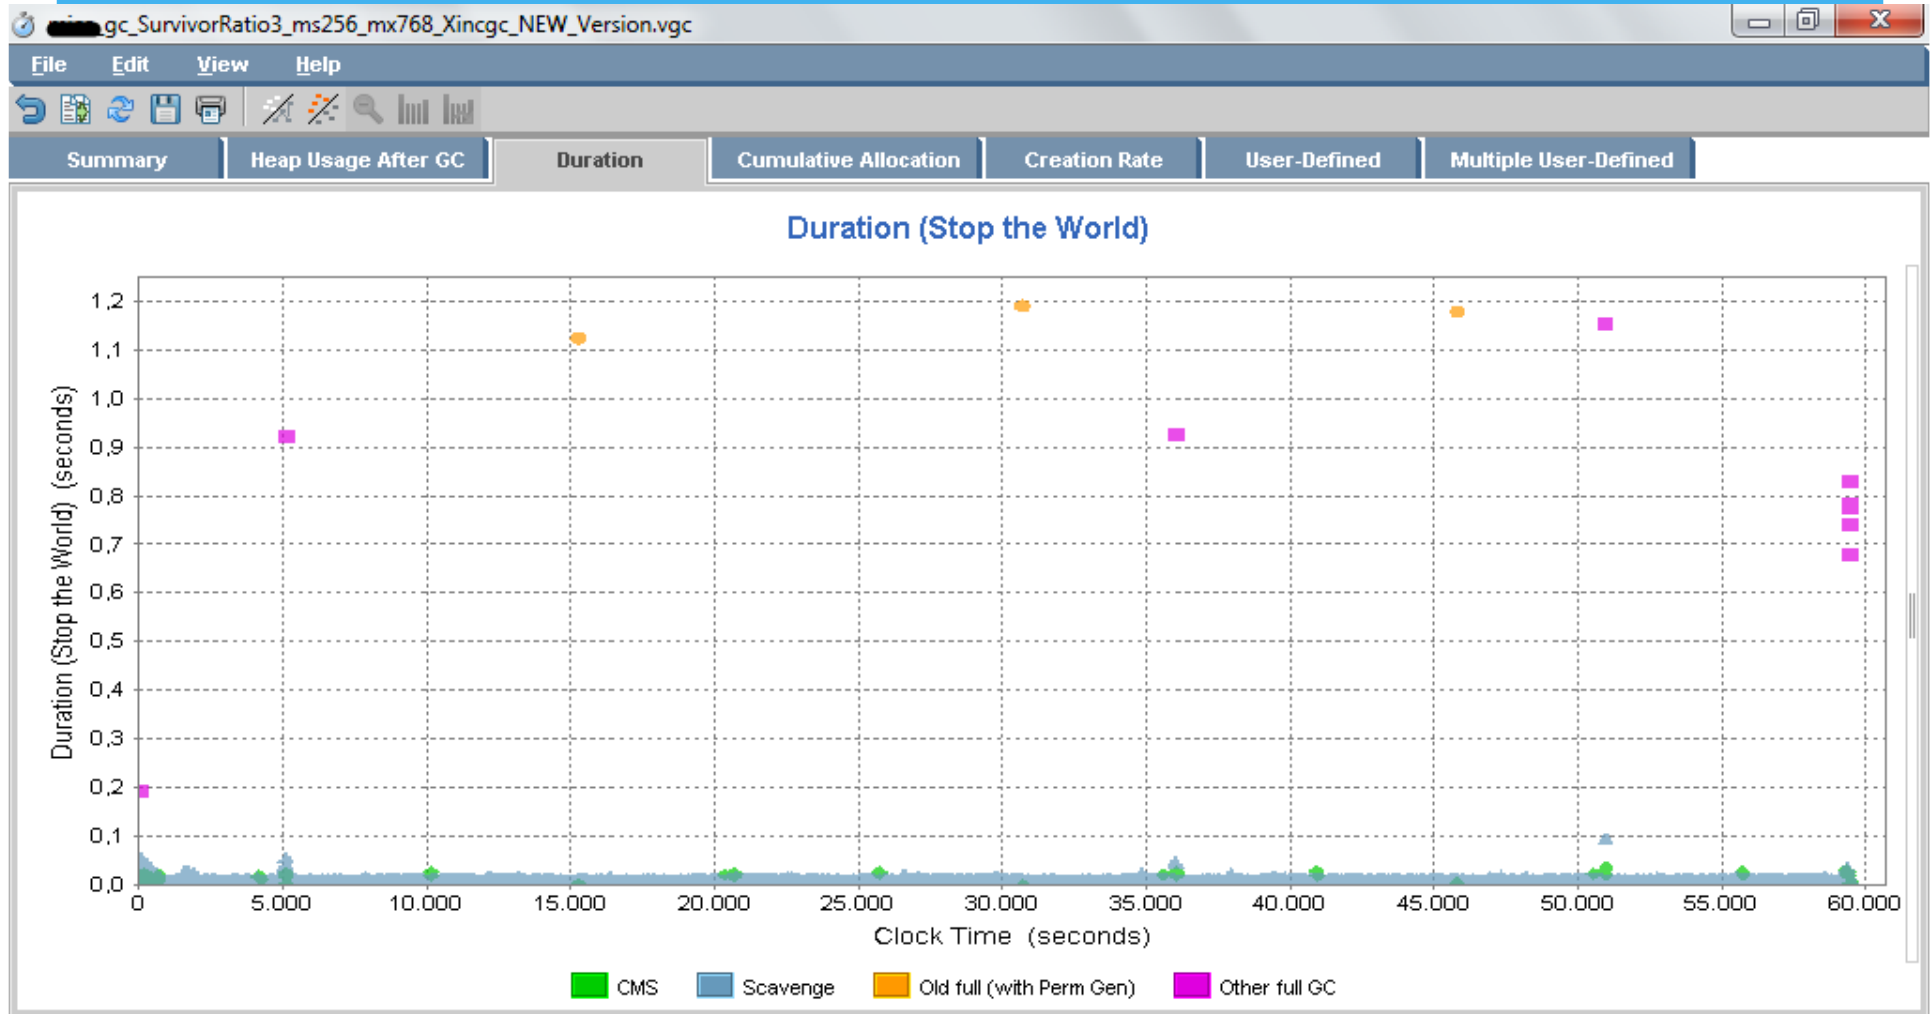 gc_SurvivorRatio3_ms256_mx768_Xincgc_NEW_Version.vgc
File Edit View Help
Summary Heap Usage After GC Duration Cumulative Allocation Creation Rate User-Defined Multiple User-Defined
Duration (Stop the World)
Duration (Stop the World) (seconds)
1,2
1,1
1,0
0,9
0,8
0,7
0,6
0,5
0,4
0,3
0,2
0,1
0,0
0 5.000 10.000 15.000 20.000 25.000 30.000 35.000 40.000 45.000 50.000 55.000 60.000
Clock Time (seconds)
CMS Scavenge Old full (with Perm Gen) Other full GC